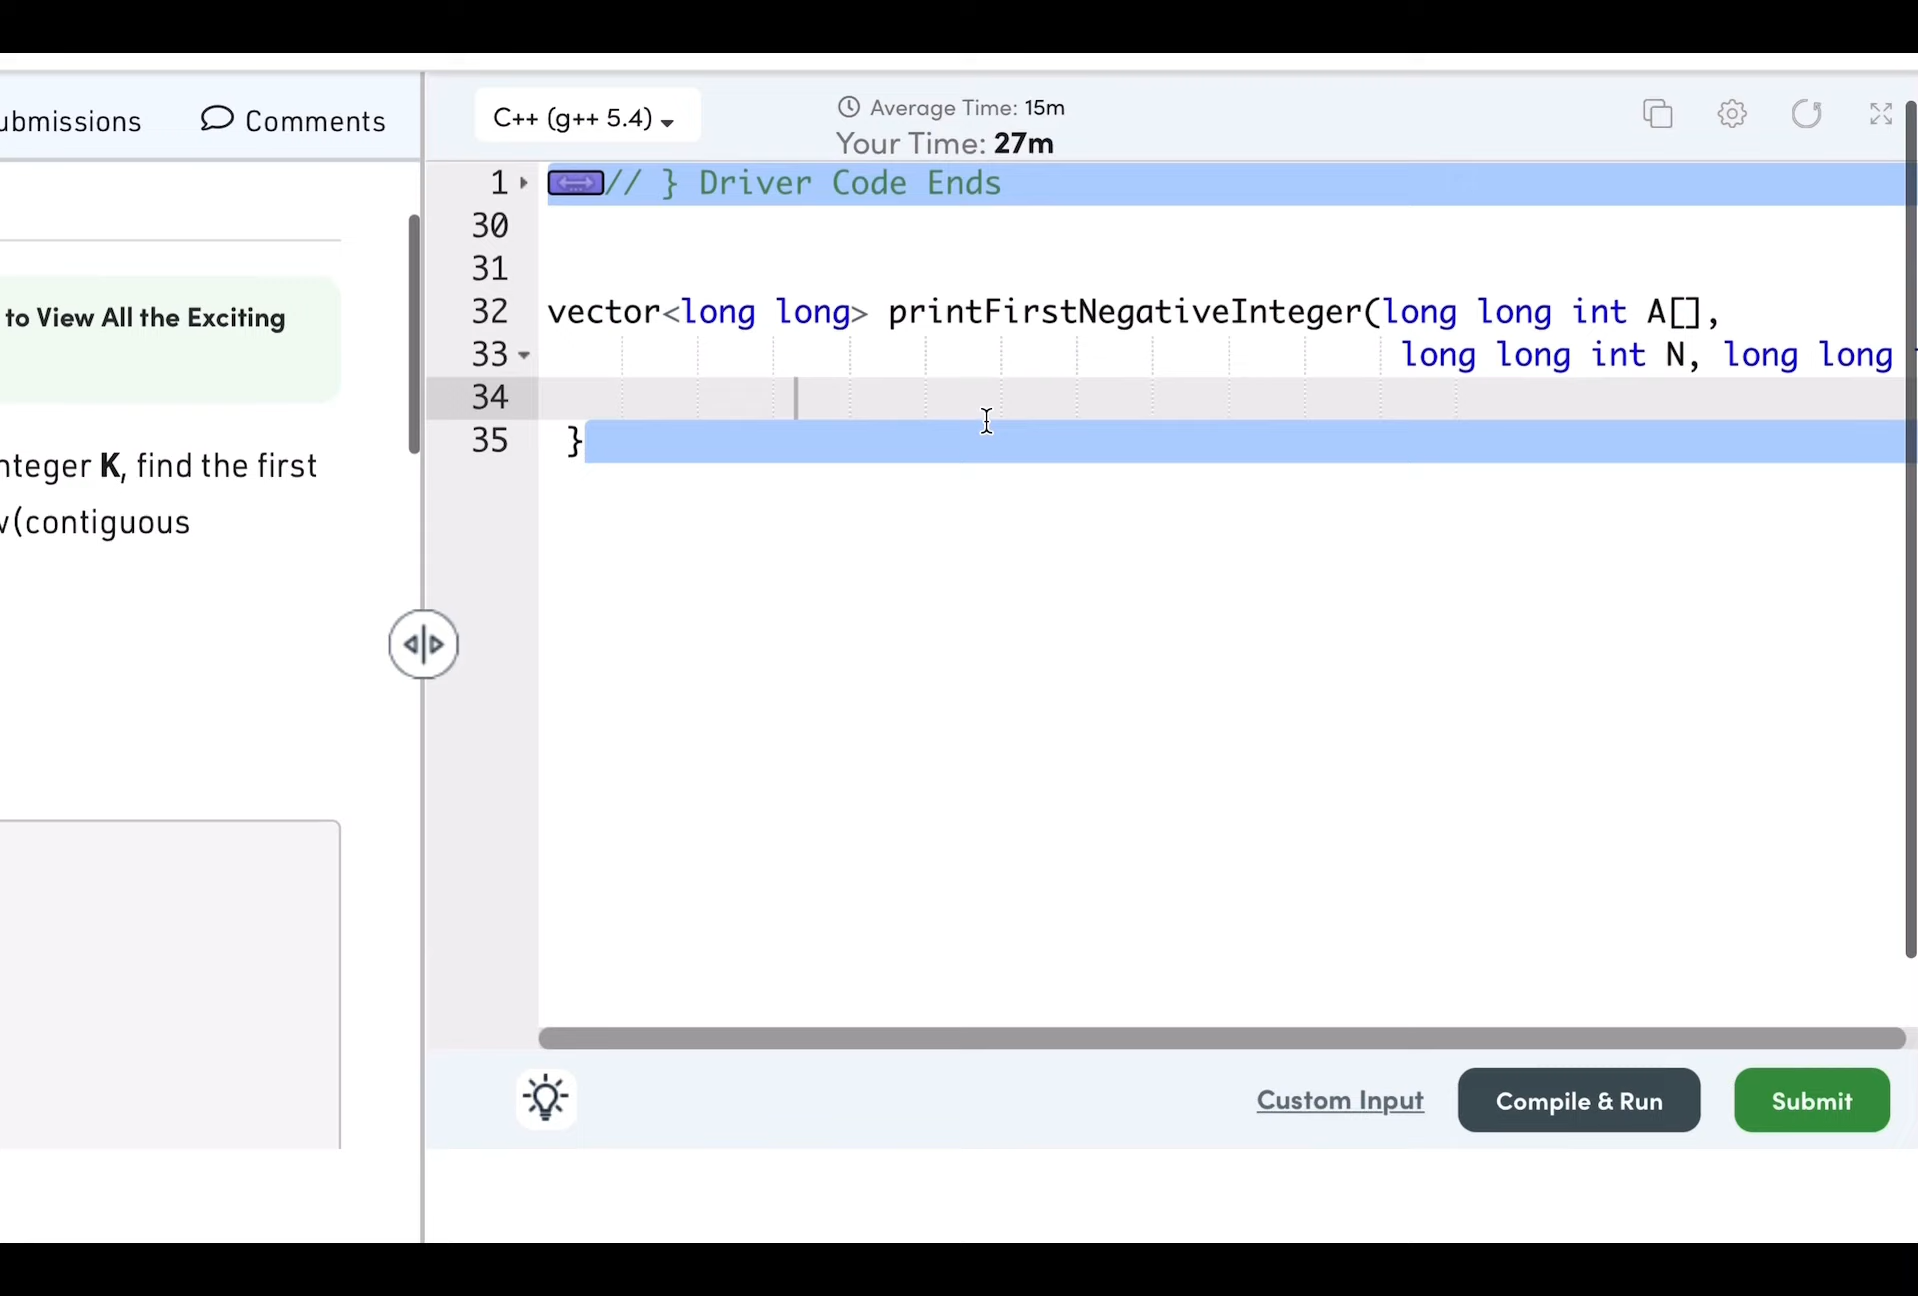 ubmissions
Comments
C++ (g++ 5.4)
Average Time: 15m
Your Time: 27m
to View All the Exciting
nteger K, find the first
v(contiguous
1 // } Driver Code Ends
30
31
32 vector<long long> printFirstNegativeInteger(long long int A[],
33 long long int N, long long
34
35 }
Custom Input
Compile & Run
Submit